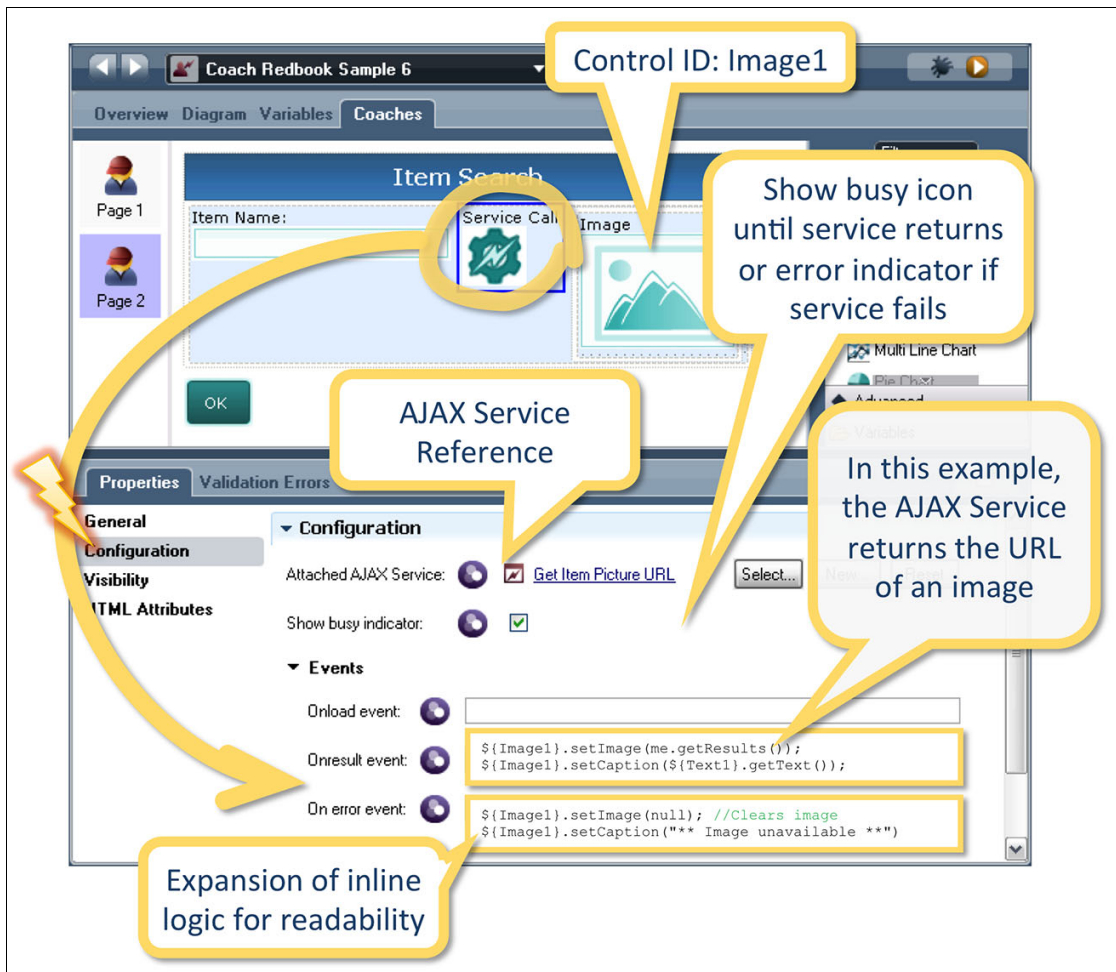 Coach Redbook Sample 6
Control ID: Image1
Overview Diagram Variables Coaches
Page 1
Page 2
Item Search
Item Name:
Service Call
Image
OK
Show busy icon
until service returns
or error indicator if
service fails
Multi Line Chart
Pie Chart
Advanced
Variables
AJAX Service
Reference
In this example,
the AJAX Service
returns the URL
of an image
Properties Validation Errors
General
Configuration
Visibility
HTML Attributes
Configuration
Attached AJAX Service: Get Item Picture URL Select... New...
Show busy indicator:
Events
Onload event:
Onresult event:
${Image1}.setImage(me.getResults());
${Image1}.setCaption(${Text1}.getText());
On error event:
${Image1}.setImage(null); //Clears image
${Image1}.setCaption("** Image unavailable **")
Expansion of inline
logic for readability